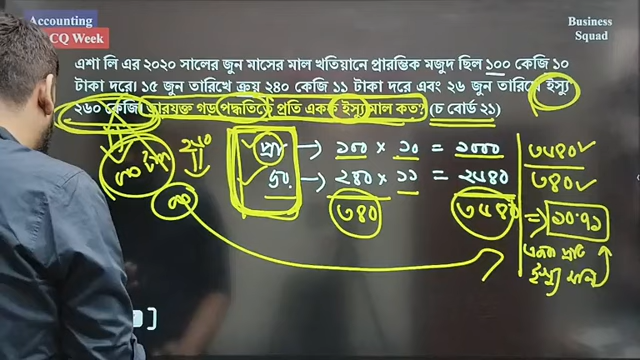 Accounting
CQ Week
Business
Squad
এশা লি এর ২০২০ সালের জুন মাসের মাল খতিয়ানে প্রারম্ভিক মজুদ ছিল ১০০ কেজি ১০
টাকা দরে। ১৫ জুন তারিখে ক্রয় ২৪০ কেজি ১১ টাকা দরে এবং ২৬ জুন তারিখে ইস্যু
২৬০ কেজি। ভারযুক্ত গড় পদ্ধতিতে প্রতি একক ইস্যু মাল কত? (চ বোর্ড ২১)
২৪০
প্রা → ১০০ × ১০ = ১০০০
→ ২৪০ × ১১ = ২৬৪০
৩৪০ ৩৬৪০
৩৬৪০
৩৪০
=> ১০.৭১
একক প্রতি
ইস্যু
]